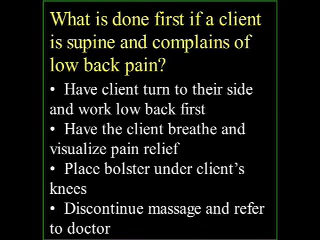 What is done first if a client
is supine and complains of
low back pain?
• Have client turn to their side
and work low back first
• Have the client breathe and
visualize pain relief
• Place bolster under client’s
knees
• Discontinue massage and refer
to doctor